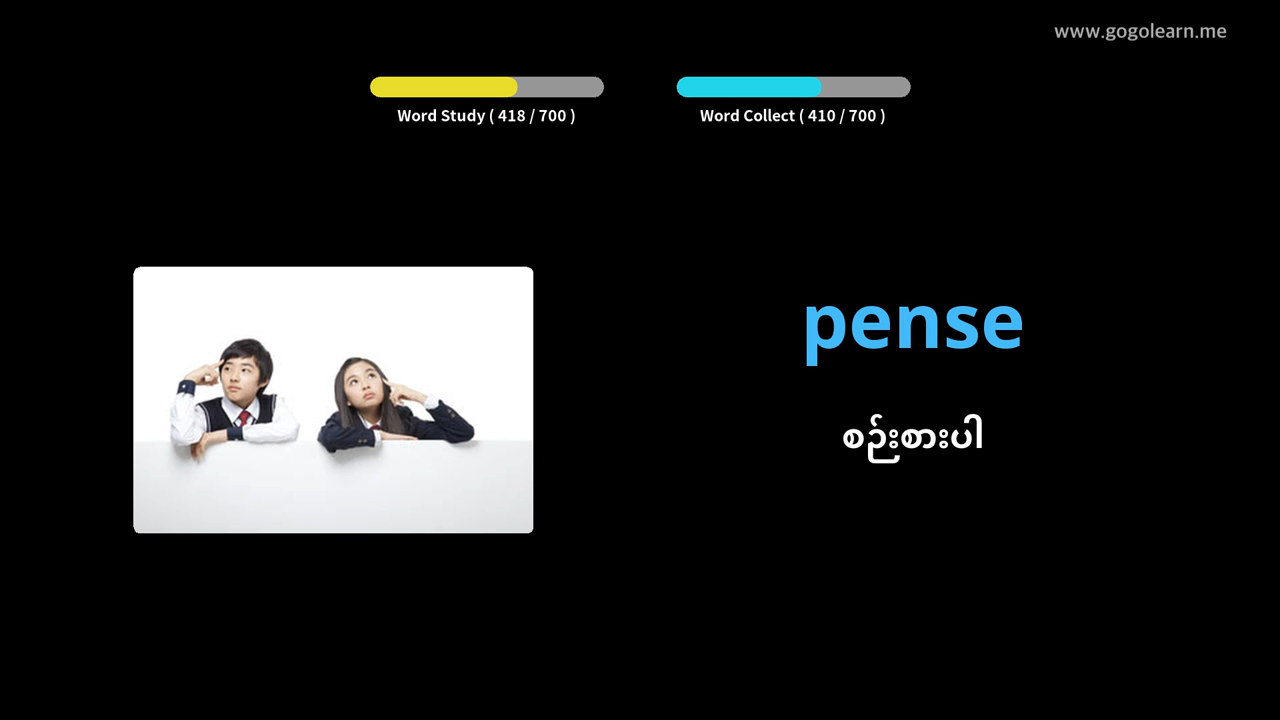 www.gogolearn.me
Word Study ( 418 / 700 )
Word Collect ( 410 / 700 )
pense
စဉ်းစားပါ